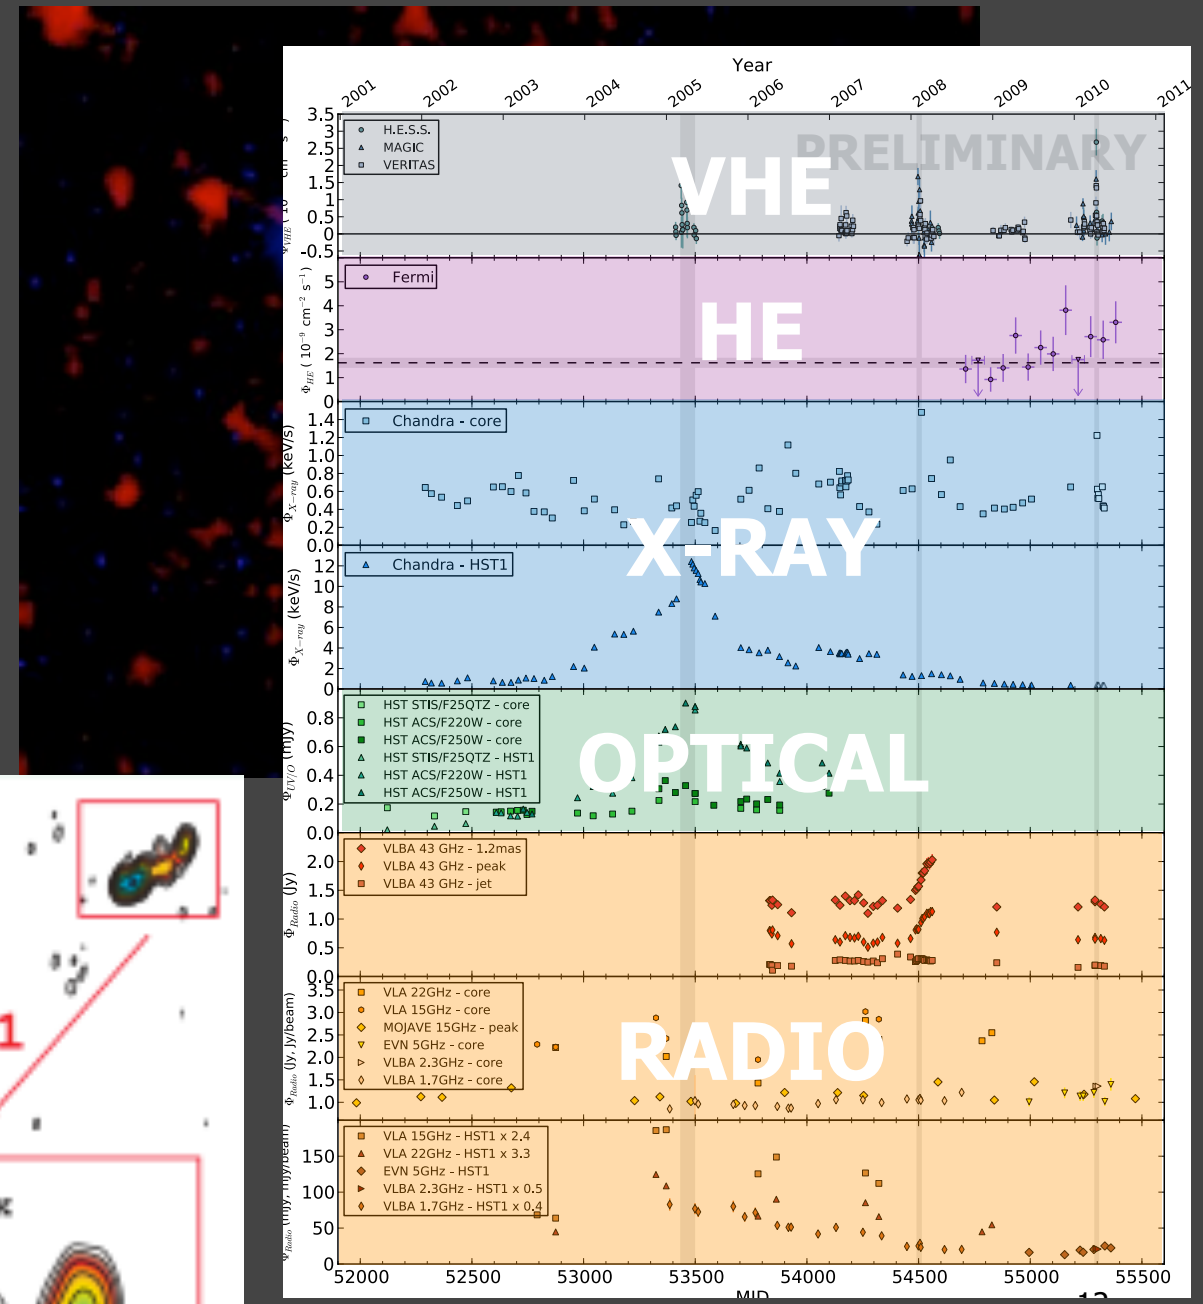 Year
2001 2002 2003 2004 2005 2006 2007 2008 2009 2010 2011
3.5
3
2.5
1.5
0.5
0
-0.5
H.E.S.S.
MAGIC
VERITAS
PRELIMINARY
VHE
Φ_HE ( 10⁻⁹ cm⁻² s⁻¹)
5
4
3
2
1
0
Fermi
HE
Φ_X-ray (keV/s)
1.4
1.2
1.0
0.8
0.6
0.4
0.2
0.0
Chandra - core
X-RAY
Φ_X-ray (keV/s)
12
10
8
6
4
2
0
Chandra - HST1
Φ_UV/O (mJy)
0.8
0.6
0.4
0.2
0.0
HST STIS/F25QTZ - core
HST ACS/F220W - core
HST ACS/F250W - core
HST STIS/F25QTZ - HST1
HST ACS/F220W - HST1
HST ACS/F250W - HST1
OPTICAL
Φ_Radio (Jy)
2.0
1.5
1.0
0.5
0.0
VLBA 43 GHz - 1.2mas
VLBA 43 GHz - peak
VLBA 43 GHz - jet
Φ_Radio (Jy, Jy/beam)
3.5
3.0
2.5
2.0
1.5
1.0
VLA 22GHz - core
VLA 15GHz - core
MOJAVE 15GHz - peak
EVN 5GHz - core
VLBA 2.3GHz - core
VLBA 1.7GHz - core
RADIO
Φ_Radio (mJy, mJy/beam)
150
100
50
0
VLA 15GHz - HST1 x 2.4
VLA 22GHz - HST1 x 3.3
EVN 5GHz - HST1
VLBA 2.3GHz - HST1 x 0.5
VLBA 1.7GHz - HST1 x 0.4
52000 52500 53000 53500 54000 54500 55000 55500
MJD
1